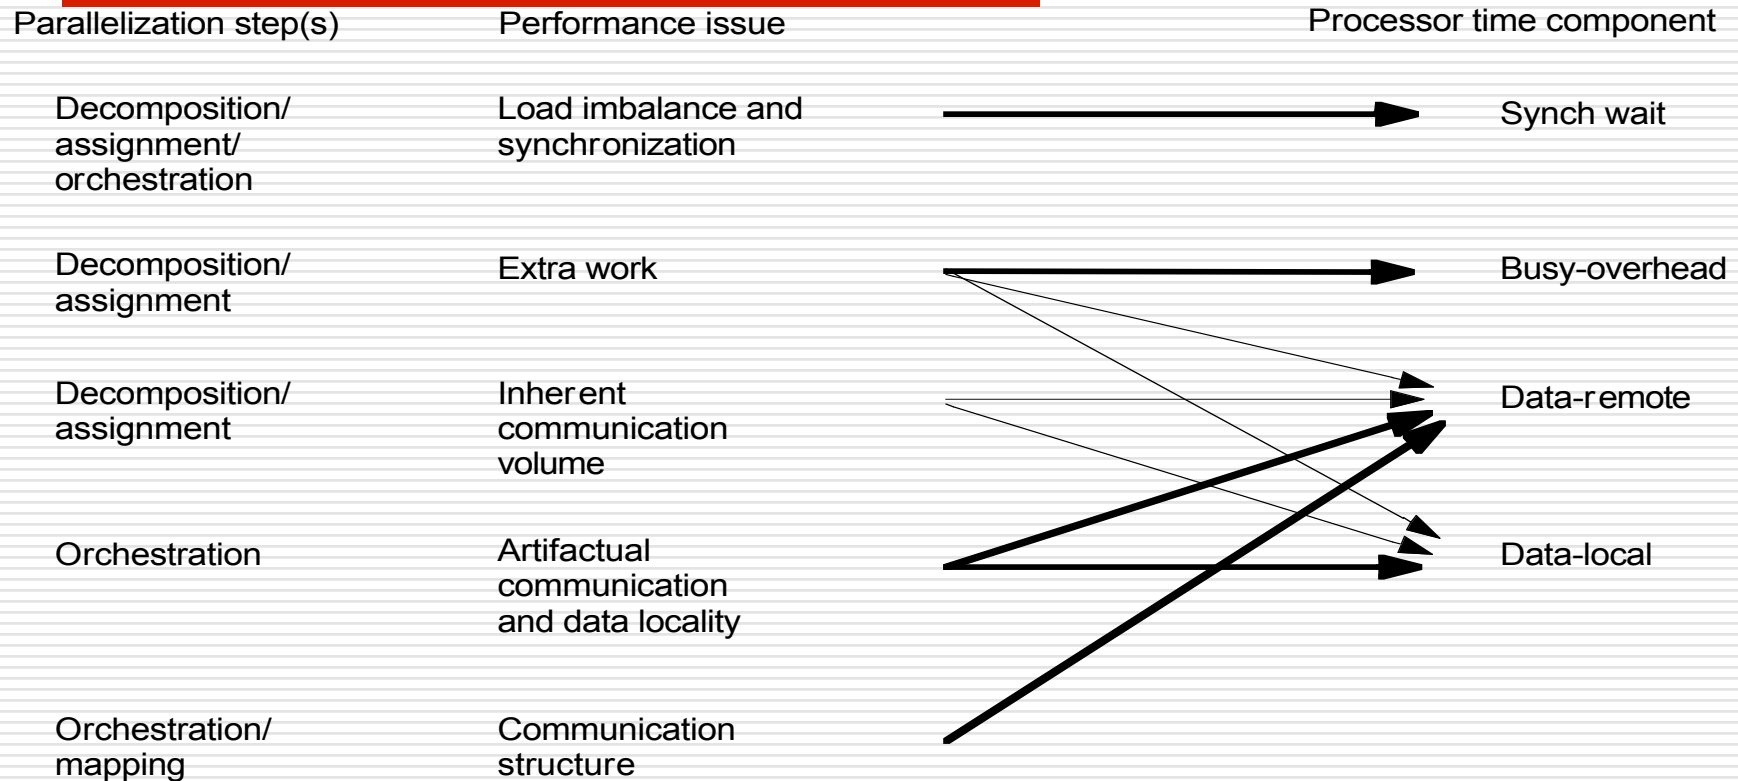 Parallelization step(s)
Performance issue
Processor time component
Decomposition/
assignment/
orchestration
Load imbalance and
synchronization
Synch wait
Decomposition/
assignment
Extra work
Busy-overhead
Decomposition/
assignment
Inherent
communication
volume
Data-remote
Orchestration
Artifactual
communication
and data locality
Data-local
Orchestration/
mapping
Communication
structure